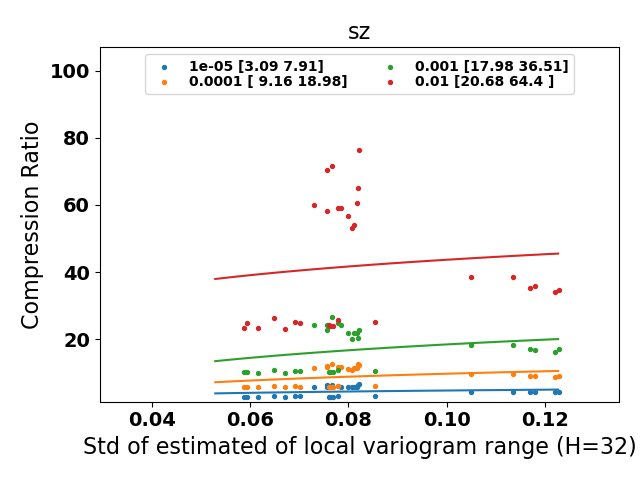 sz
1e-05 [3.09 7.91]
0.0001 [ 9.16 18.98]
0.001 [17.98 36.51]
0.01 [20.68 64.4 ]
Compression Ratio
100
80
60
40
20
0.04 0.06 0.08 0.10 0.12
Std of estimated of local variogram range (H=32)